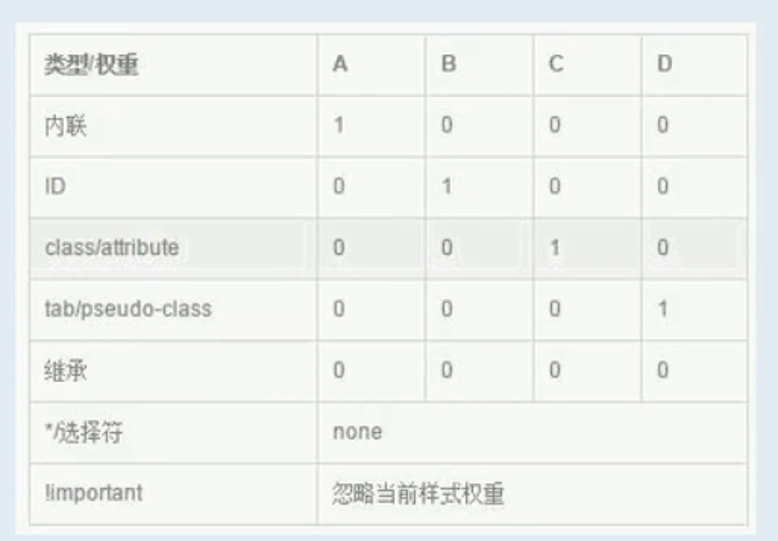 类型/权重 A B C D
内联 1 0 0 0
ID 0 1 0 0
class/attribute 0 0 1 0
tab/pseudo-class 0 0 0 1
继承 0 0 0 0
*/选择符 none
!important 忽略当前样式权重